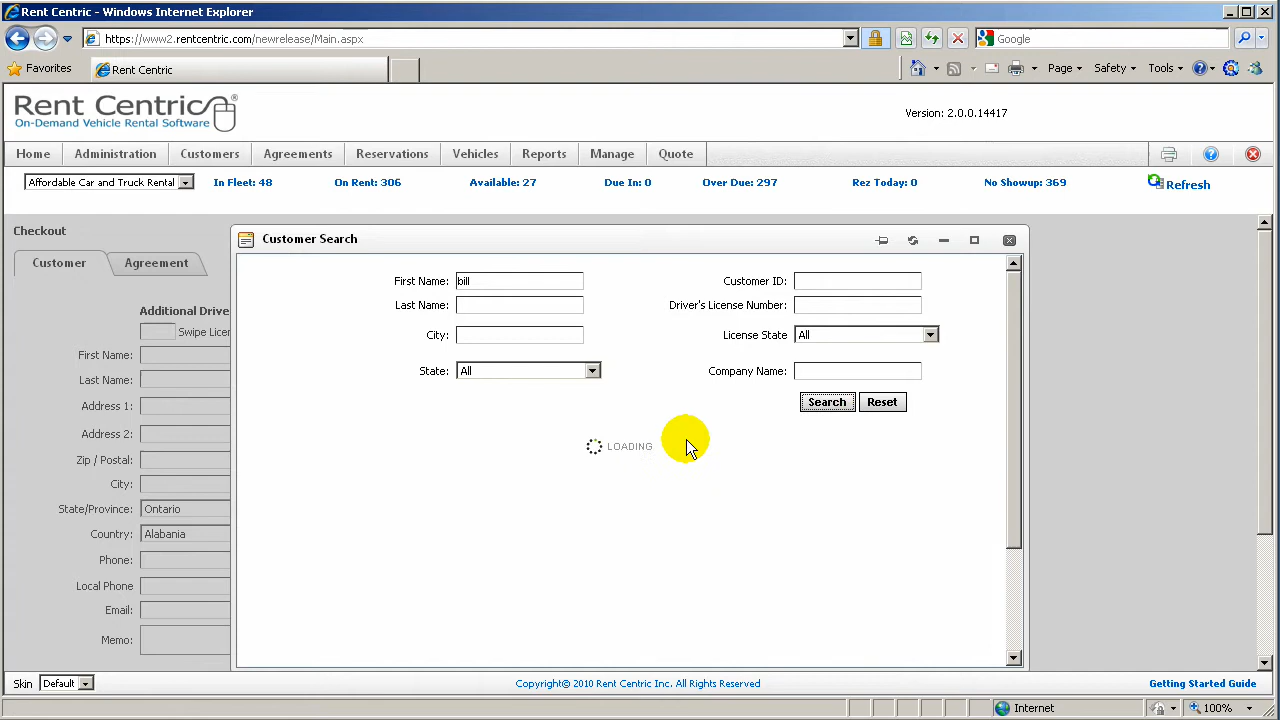 Rent Centric - Windows Internet Explorer
https://www2.rentcentric.com/newrelease/Main.aspx
Google
Favorites
Rent Centric
Page
Safety
Tools
Rent Centric®
On-Demand Vehicle Rental Software
Version: 2.0.0.14417
Home
Administration
Customers
Agreements
Reservations
Vehicles
Reports
Manage
Quote
Affordable Car and Truck Rental
In Fleet: 48
On Rent: 306
Available: 27
Due In: 0
Over Due: 297
Rez Today: 0
No Showup: 369
Refresh
Checkout
Customer
Agreement
Additional Drive
Swipe Licen
First Name:
Last Name:
Address 1:
Address 2:
Zip / Postal:
City:
State/Province: Ontario
Country: Alabania
Phone:
Local Phone
Email:
Memo:
Customer Search
First Name: bill
Customer ID:
Last Name:
Driver's License Number:
City:
License State All
State: All
Company Name:
Search
Reset
LOADING
Skin Default
Copyright© 2010 Rent Centric Inc. All Rights Reserved
Getting Started Guide
Internet
100%